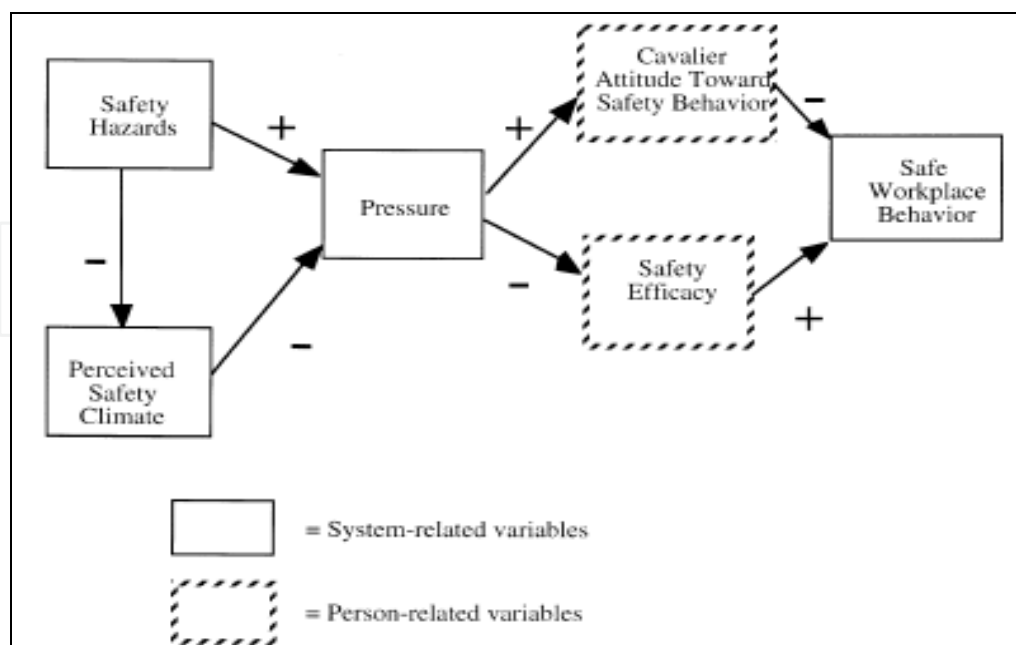 Safety
Hazards
+
-
Perceived
Safety
Climate
-
Pressure
+
-
Cavalier
Attitude Toward
Safety Behavior
-
Safety
Efficacy
+
Safe
Workplace
Behavior
= System-related variables
= Person-related variables